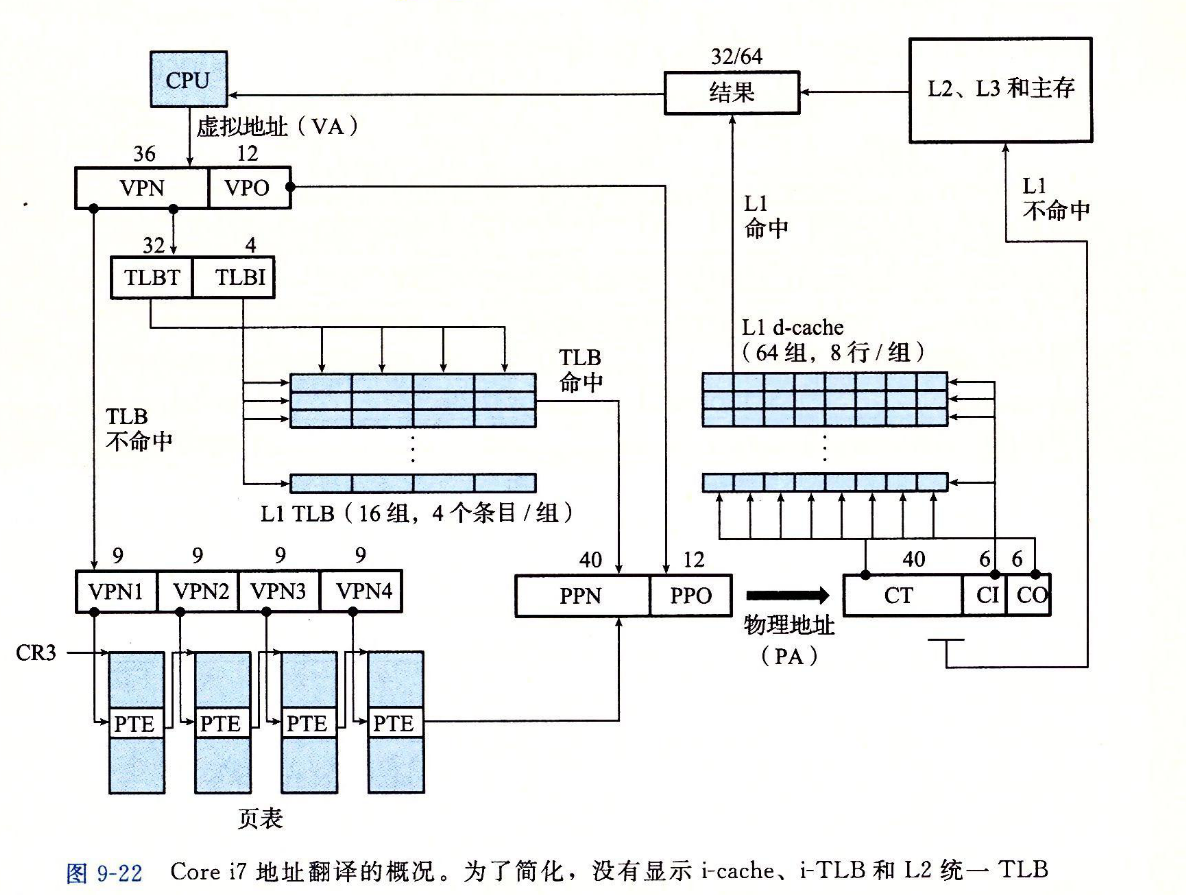 32/64
CPU
结果
L2、L3 和主存
虚拟地址（VA）
36 12
VPN VPO
L1
命中
L1
不命中
32 4
TLBT TLBI
L1 d-cache
（64 组，8 行/组）
TLB
命中
TLB
不命中
L1 TLB（16 组，4 个条目/组）
9 9 9 9
VPN1 VPN2 VPN3 VPN4
40 12
PPN PPO
物理地址
（PA）
40 6 6
CT CI CO
CR3
PTE PTE PTE PTE
页表
图 9-22 Core i7 地址翻译的概况。为了简化，没有显示 i-cache、i-TLB 和 L2 统一 TLB